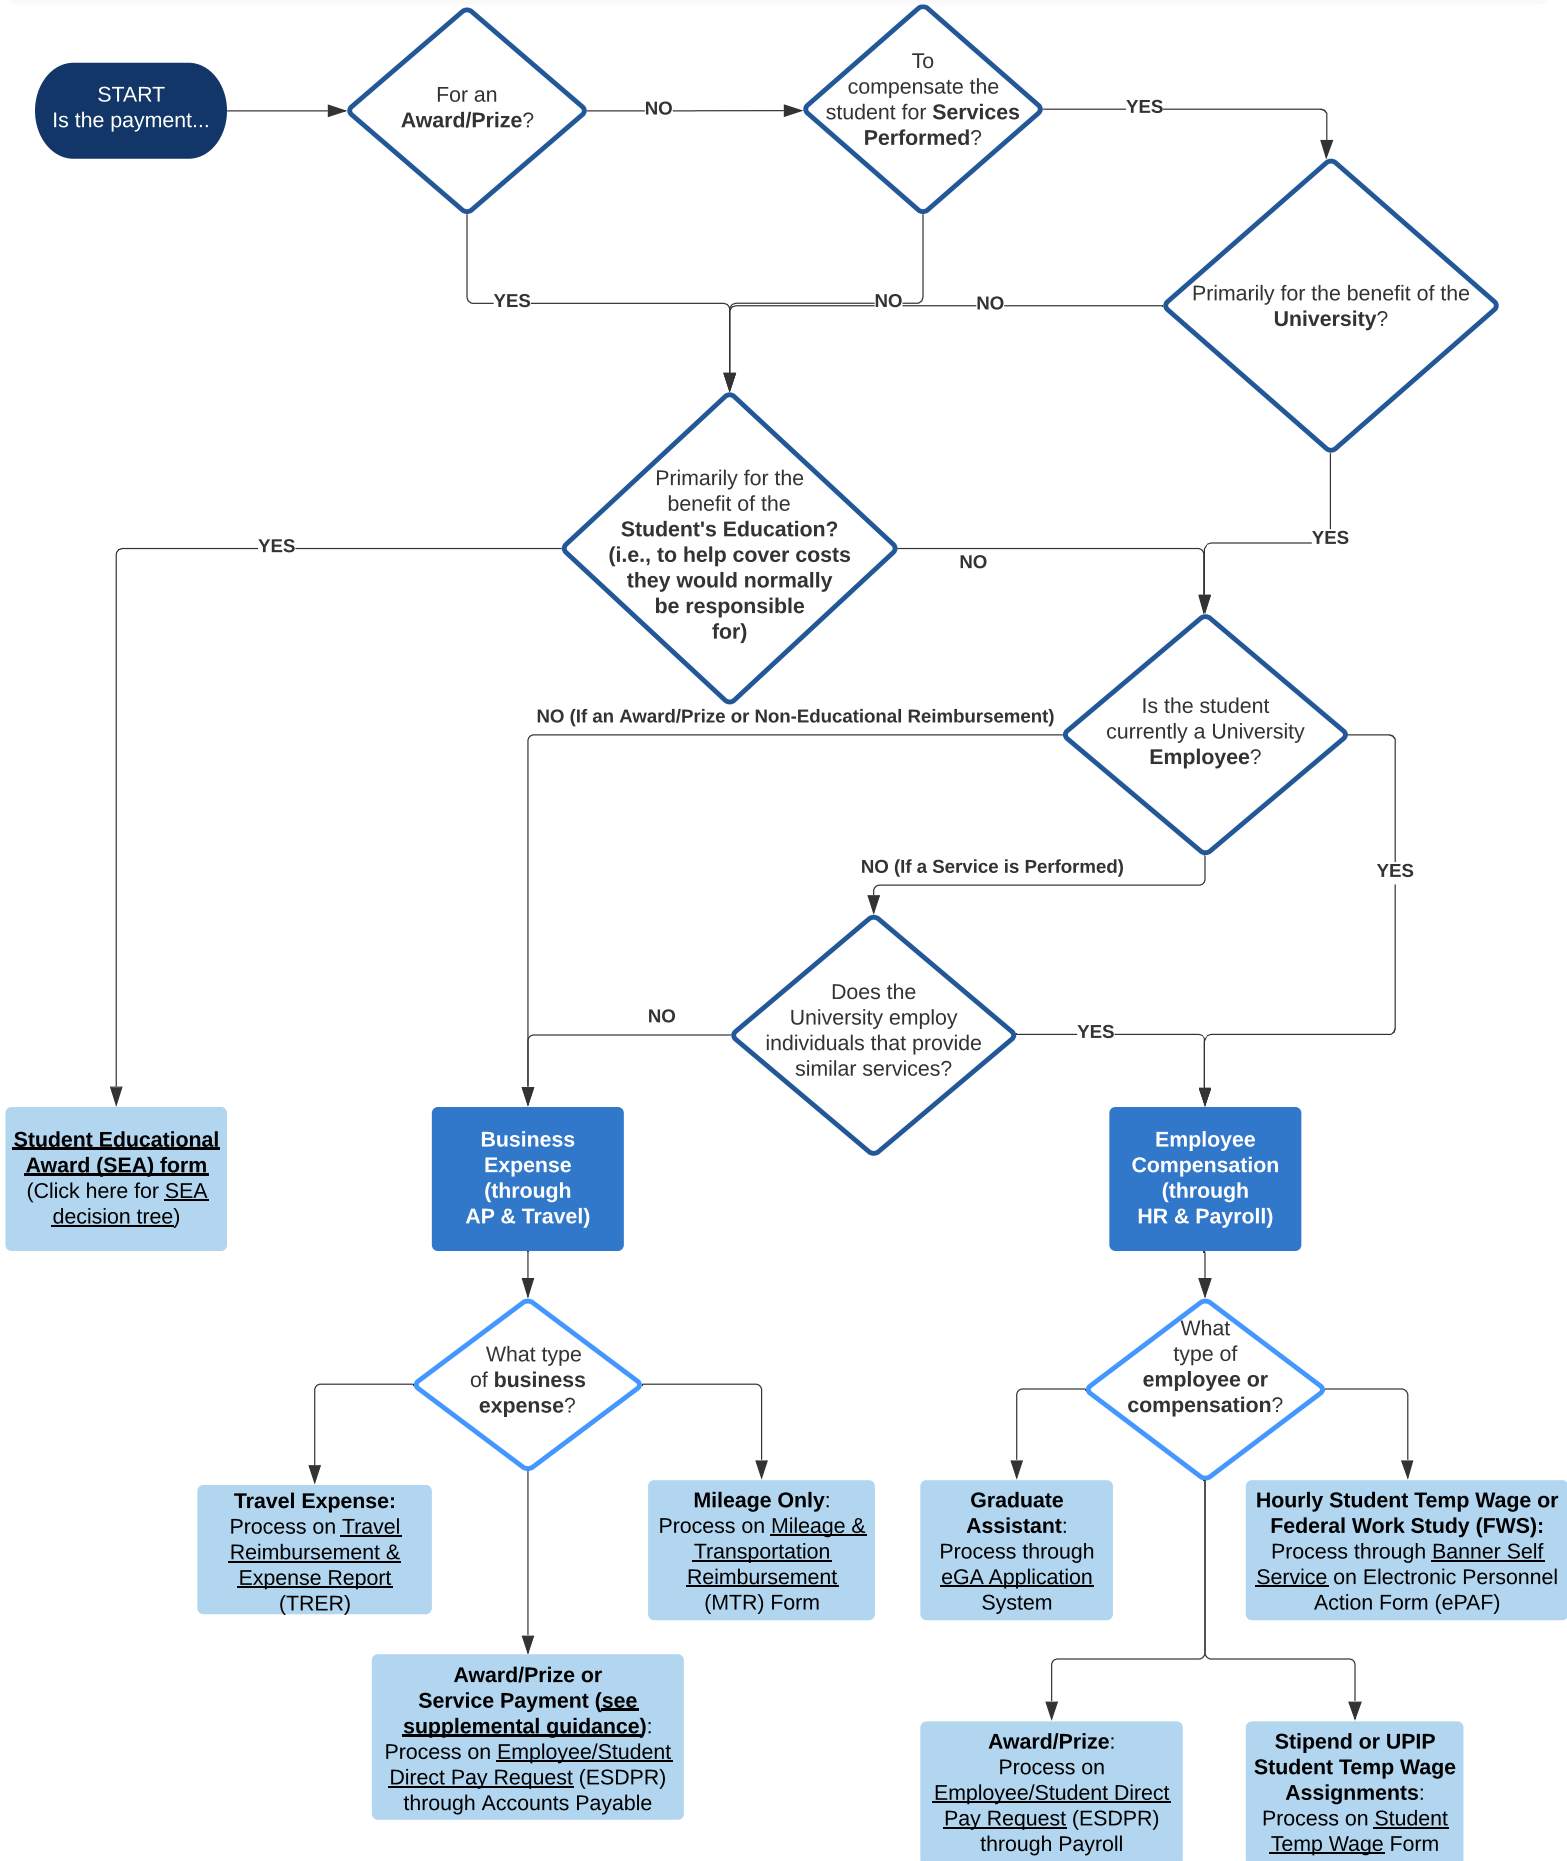 START
Is the payment...
For an
Award/Prize?
NO
To
compensate the
student for Services
Performed?
YES
Primarily for the benefit of the
University?
YES
NO
NO
Primarily for the
benefit of the
Student's Education?
(i.e., to help cover costs
they would normally
be responsible
for)
YES
NO
YES
Is the student
currently a University
Employee?
NO (If an Award/Prize or Non-Educational Reimbursement)
NO (If a Service is Performed)
YES
Does the
University employ
individuals that provide
similar services?
NO
YES
Student Educational
Award (SEA) form
(Click here for SEA
decision tree)
Business
Expense
(through
AP & Travel)
Employee
Compensation
(through
HR & Payroll)
What type
of business
expense?
What
type of
employee or
compensation?
Travel Expense:
Process on Travel
Reimbursement &
Expense Report
(TRER)
Mileage Only:
Process on Mileage &
Transportation
Reimbursement
(MTR) Form
Graduate
Assistant:
Process through
eGA Application
System
Hourly Student Temp Wage or
Federal Work Study (FWS):
Process through Banner Self
Service on Electronic Personnel
Action Form (ePAF)
Award/Prize or
Service Payment (see
supplemental guidance):
Process on Employee/Student
Direct Pay Request (ESDPR)
through Accounts Payable
Award/Prize:
Process on
Employee/Student Direct
Pay Request (ESDPR)
through Payroll
Stipend or UPIP
Student Temp Wage
Assignments:
Process on Student
Temp Wage Form